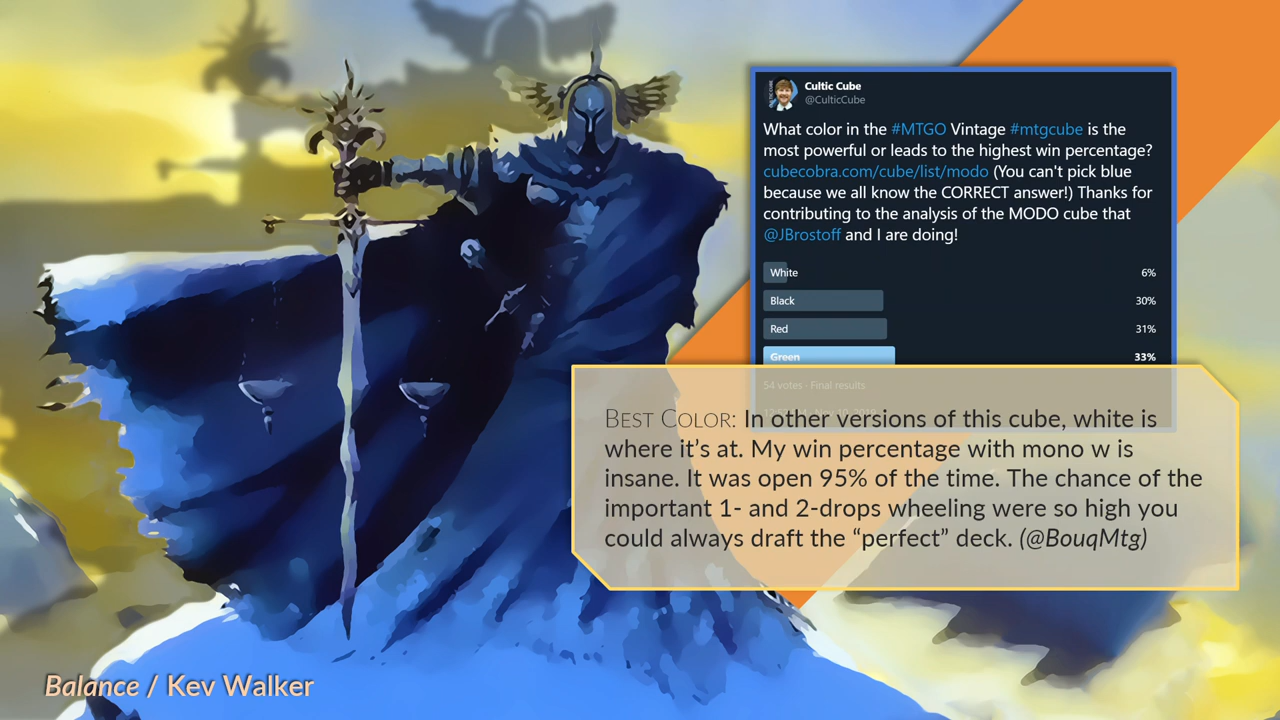 Cultic Cube
@CulticCube
What color in the #MTGO Vintage #mtgcube is the
most powerful or leads to the highest win percentage?
cubecobra.com/cube/list/modo (You can't pick blue
because we all know the CORRECT answer!) Thanks for
contributing to the analysis of the MODO cube that
@JBrostoff and I are doing!
White 6%
Black 30%
Red 31%
Green 33%
54 votes · Final results
BEST COLOR: In other versions of this cube, white is
where it's at. My win percentage with mono w is
insane. It was open 95% of the time. The chance of the
important 1- and 2-drops wheeling were so high you
could always draft the “perfect” deck. (@BouqMtg)
Balance / Kev Walker